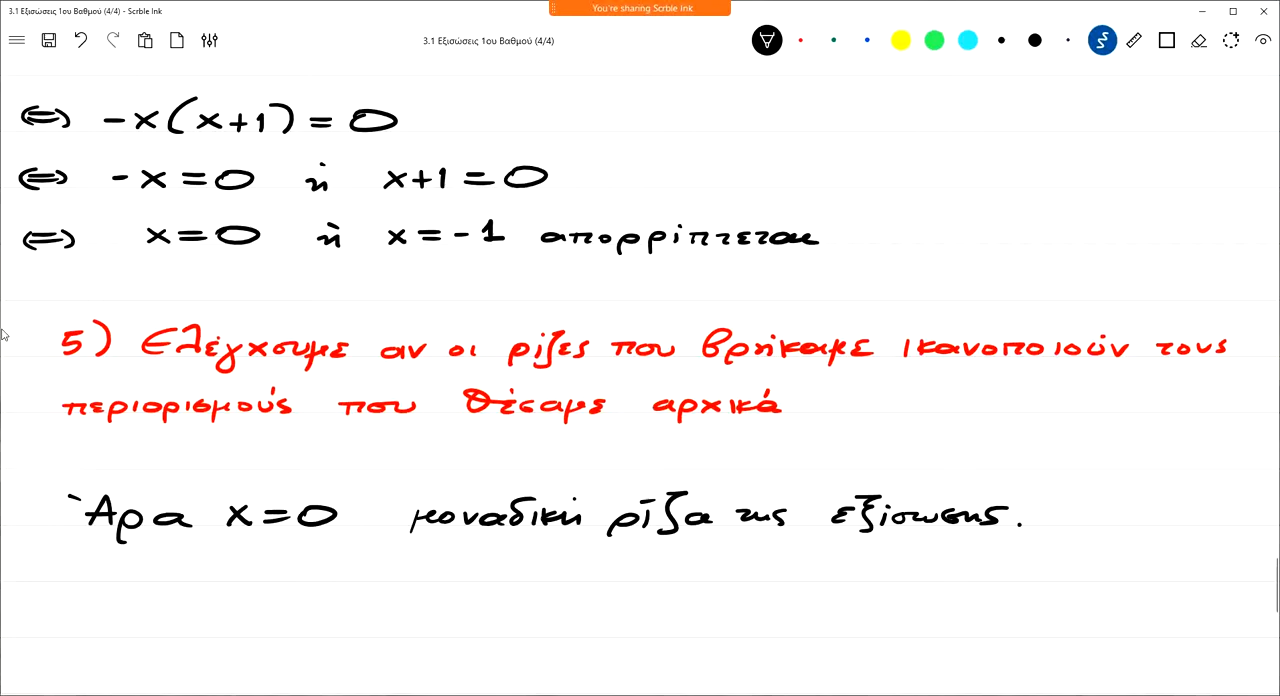 3.1 Εξισώσεις 1ου Βαθμού (4/4) - Scrble Ink
You're sharing Scrble Ink
3.1 Εξισώσεις 1ου Βαθμού (4/4)
⇔ -x(x+1)=0
⇔ -x=0 ή x+1=0
⇔ x=0 ή x=-1 απορρίπτεται
5) Ελέγχουμε αν οι ρίζες που βρήκαμε ικανοποιούν τους
περιορισμούς που θέσαμε αρχικά
Άρα x=0 μοναδική ρίζα της εξίσωσης.